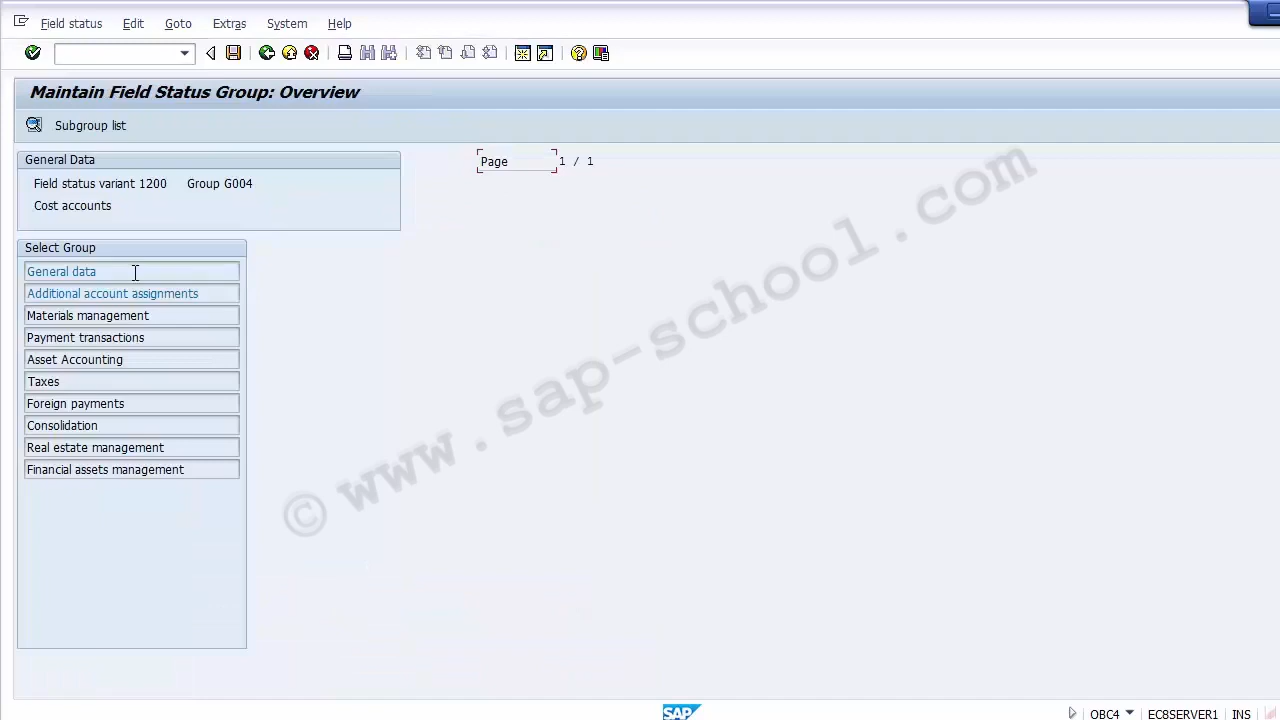 Field status Edit Goto Extras System Help
Maintain Field Status Group: Overview
Subgroup list
General Data
Page 1 / 1
Field status variant 1200 Group G004
Cost accounts
Select Group
General data
Additional account assignments
Materials management
Payment transactions
Asset Accounting
Taxes
Foreign payments
Consolidation
Real estate management
Financial assets management
© www.sap-school.com
SAP
OBC4 EC8SERVER1 INS